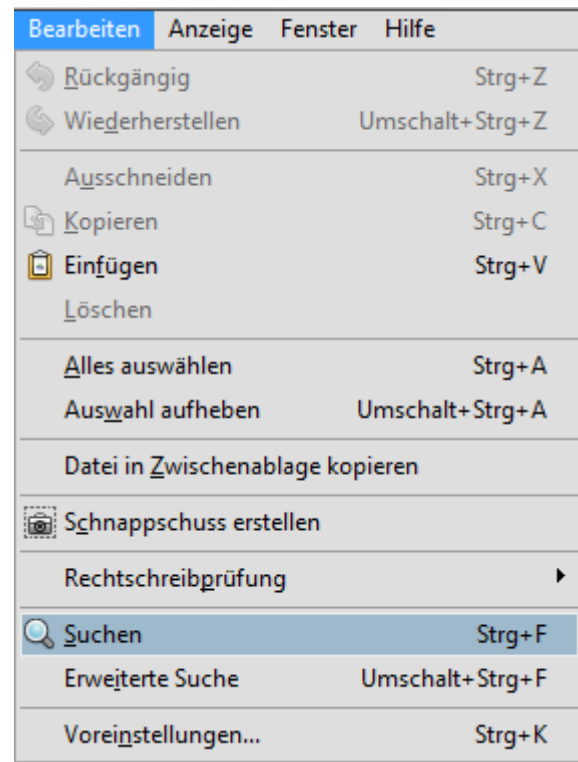 Bearbeiten Anzeige Fenster Hilfe
Rückgängig Strg+Z
Wiederherstellen Umschalt+Strg+Z
Ausschneiden Strg+X
Kopieren Strg+C
Einfügen Strg+V
Löschen
Alles auswählen Strg+A
Auswahl aufheben Umschalt+Strg+A
Datei in Zwischenablage kopieren
Schnappschuss erstellen
Rechtschreibprüfung
Suchen Strg+F
Erweiterte Suche Umschalt+Strg+F
Voreinstellungen... Strg+K